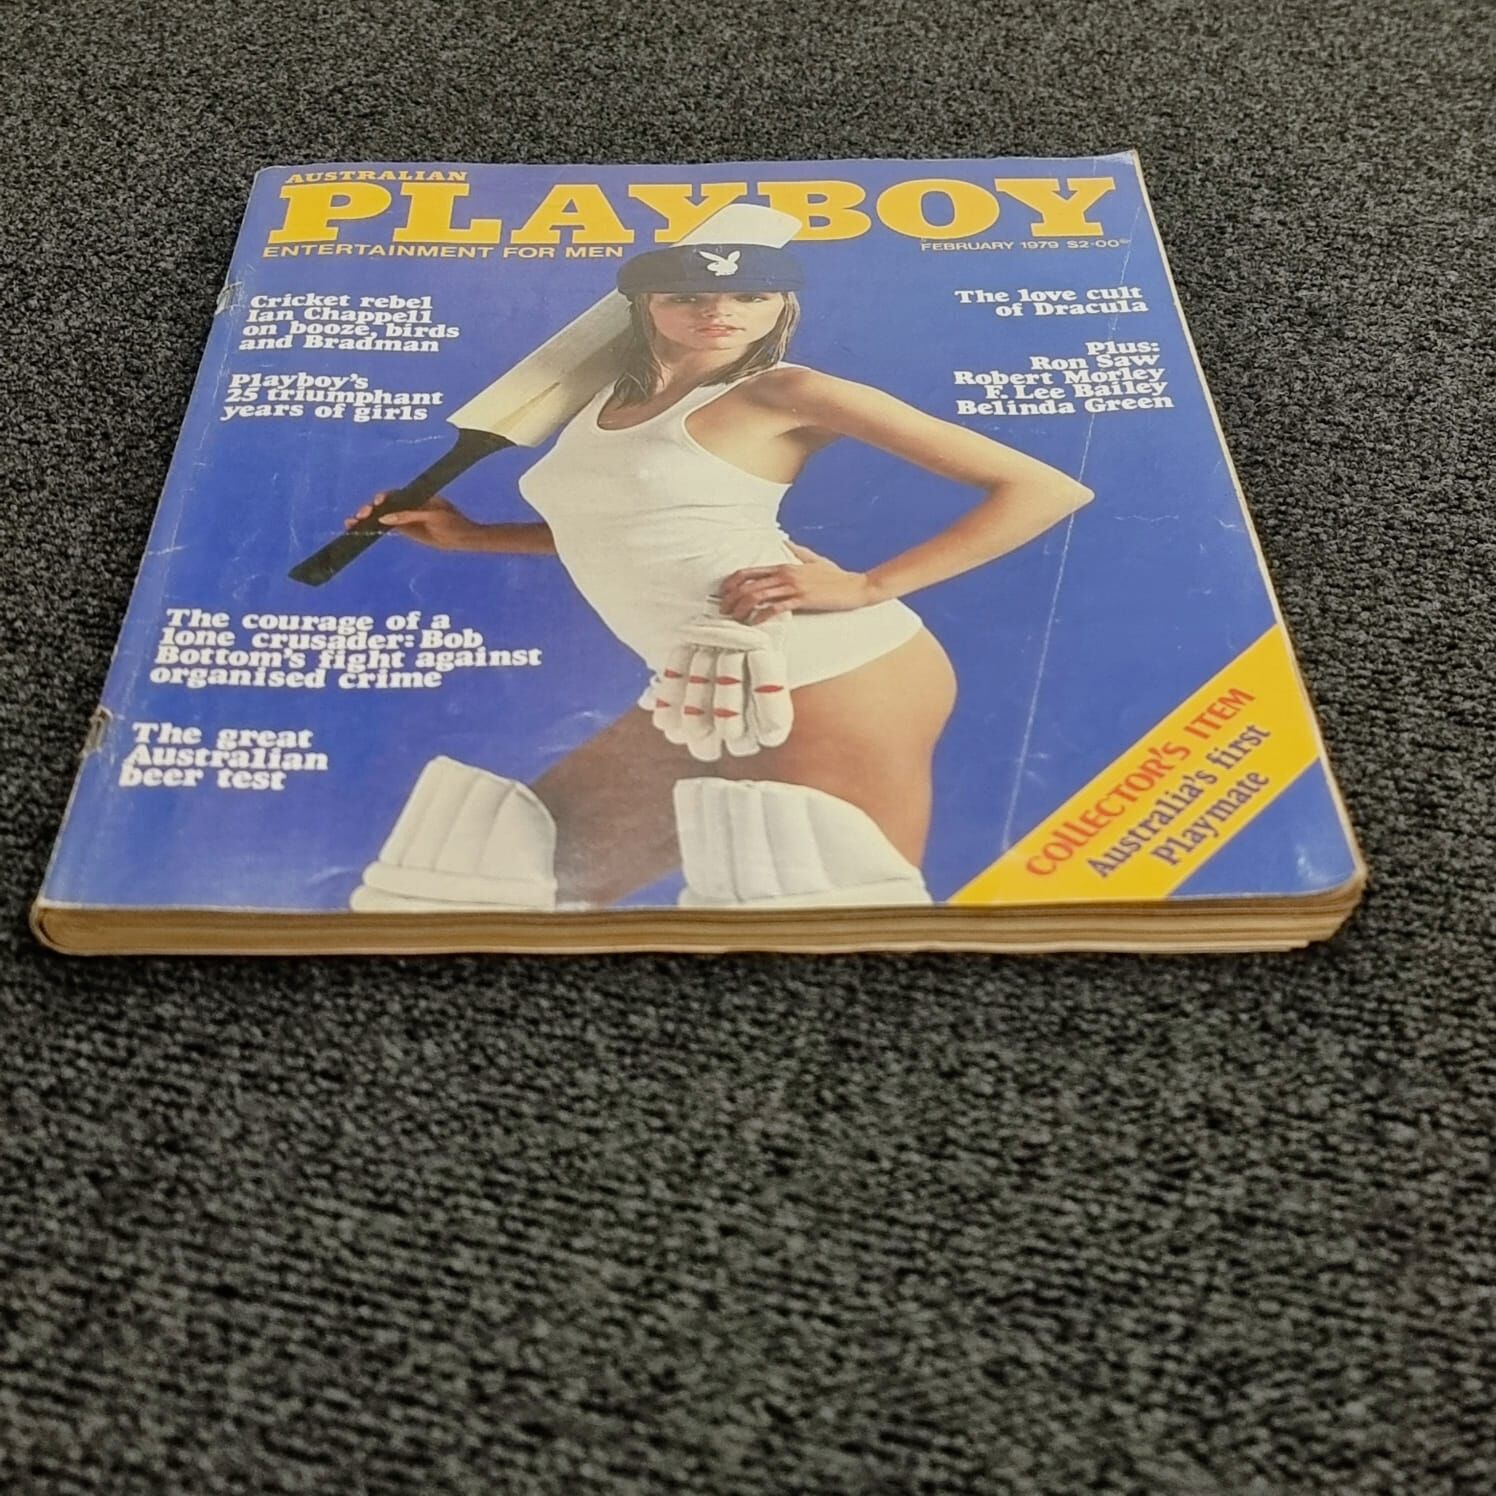 AUSTRALIAN
PLAYBOY
ENTERTAINMENT FOR MEN
FEBRUARY 1979 $2·00
Cricket rebel
Ian Chappell
on booze, birds
and Bradman
Playboy's
25 triumphant
years of girls
The love cult
of Dracula
Plus:
Ron Saw
Robert Morley
F. Lee Bailey
Belinda Green
The courage of a
lone crusader: Bob
Bottom's fight against
organised crime
The great
Australian
beer test
COLLECTOR'S ITEM
Australia's first
Playmate